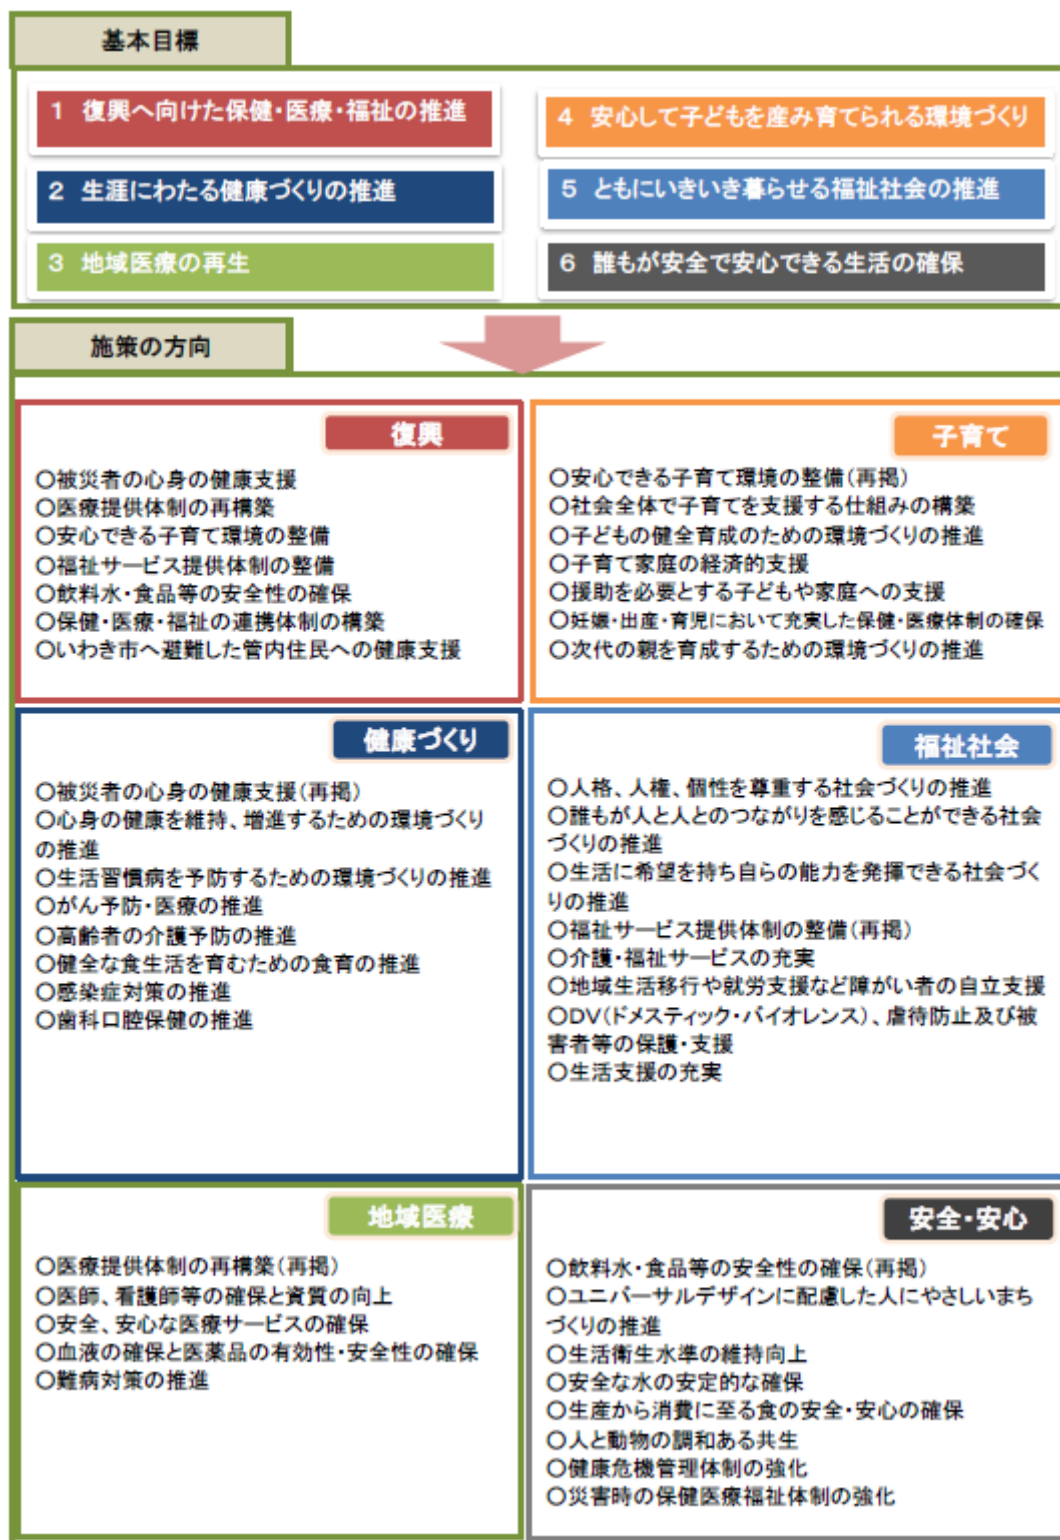 基本目標
1 復興へ向けた保健・医療・福祉の推進
2 生涯にわたる健康づくりの推進
3 地域医療の再生
4 安心して子どもを産み育てられる環境づくり
5 ともにいきいき暮らせる福祉社会の推進
6 誰もが安全で安心できる生活の確保
施策の方向
復興
○被災者の心身の健康支援
○医療提供体制の再構築
○安心できる子育て環境の整備
○福祉サービス提供体制の整備
○飲料水・食品等の安全性の確保
○保健・医療・福祉の連携体制の構築
○いわき市へ避難した管内住民への健康支援
子育て
○安心できる子育て環境の整備(再掲)
○社会全体で子育てを支援する仕組みの構築
○子どもの健全育成のための環境づくりの推進
○子育て家庭の経済的支援
○援助を必要とする子どもや家庭への支援
○妊娠・出産・育児において充実した保健・医療体制の確保
○次代の親を育成するための環境づくりの推進
健康づくり
○被災者の心身の健康支援(再掲)
○心身の健康を維持、増進するための環境づくり
の推進
○生活習慣病を予防するための環境づくりの推進
○がん予防・医療の推進
○高齢者の介護予防の推進
○健全な食生活を育むための食育の推進
○感染症対策の推進
○歯科口腔保健の推進
福祉社会
○人格、人権、個性を尊重する社会づくりの推進
○誰もが人と人とのつながりを感じることができる社会
づくりの推進
○生活に希望を持ち自らの能力を発揮できる社会づく
りの推進
○福祉サービス提供体制の整備(再掲)
○介護・福祉サービスの充実
○地域生活移行や就労支援など障がい者の自立支援
○DV(ドメスティック・バイオレンス)、虐待防止及び被
害者等の保護・支援
○生活支援の充実
地域医療
○医療提供体制の再構築(再掲)
○医師、看護師等の確保と資質の向上
○安全、安心な医療サービスの確保
○血液の確保と医薬品の有効性・安全性の確保
○難病対策の推進
安全・安心
○飲料水・食品等の安全性の確保(再掲)
○ユニバーサルデザインに配慮した人にやさしいまち
づくりの推進
○生活衛生水準の維持向上
○安全な水の安定的な確保
○生産から消費に至る食の安全・安心の確保
○人と動物の調和ある共生
○健康危機管理体制の強化
○災害時の保健医療福祉体制の強化